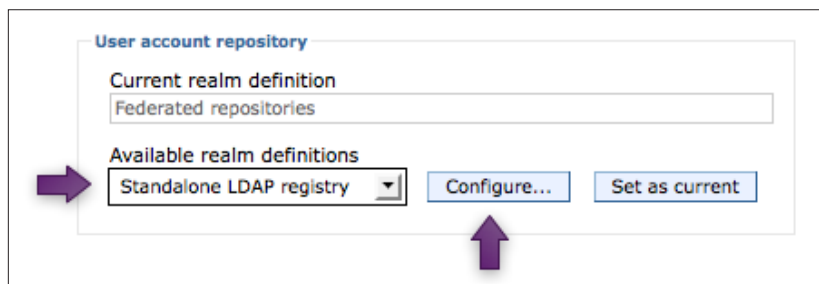 User account repository
Current realm definition
Federated repositories
Available realm definitions
Standalone LDAP registry Configure... Set as current